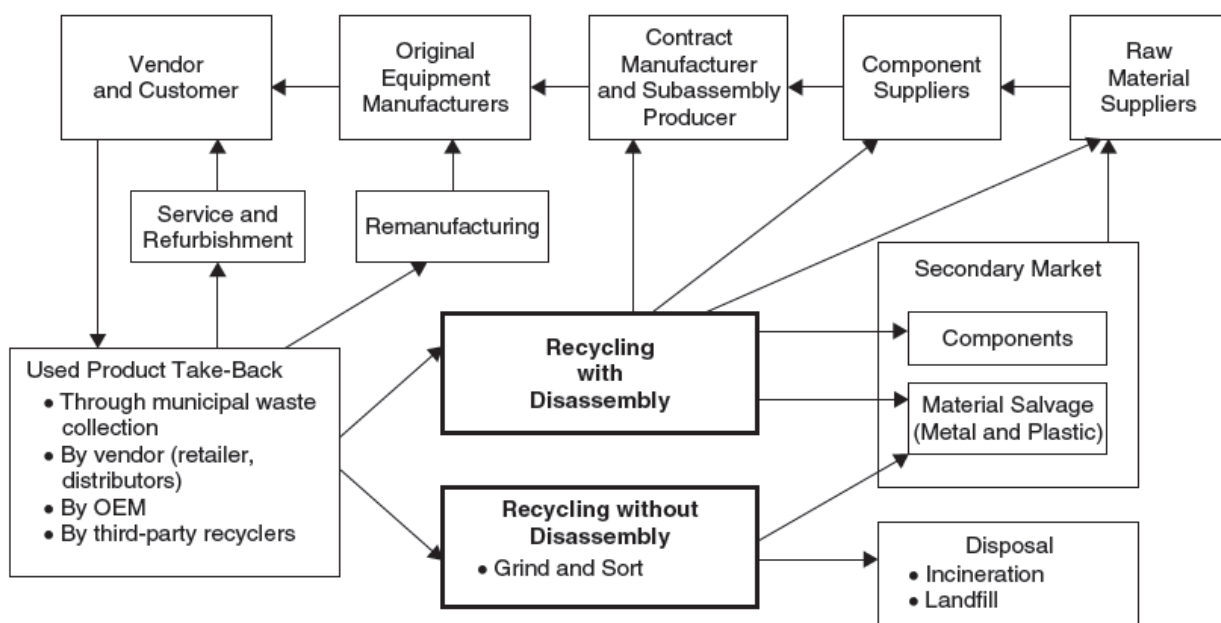 Vendor
and Customer
Original
Equipment
Manufacturers
Contract
Manufacturer
and Subassembly
Producer
Component
Suppliers
Raw
Material
Suppliers
Service and
Refurbishment
Remanufacturing
Secondary Market
Components
Material Salvage
(Metal and Plastic)
Used Product Take-Back
• Through municipal waste
collection
• By vendor (retailer,
distributors)
• By OEM
• By third-party recyclers
Recycling
with
Disassembly
Recycling without
Disassembly
• Grind and Sort
Disposal
• Incineration
• Landfill